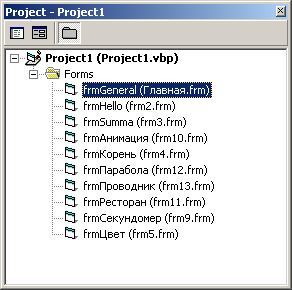 Project - Project1
Project1 (Project1.vbp)
Forms
frmGeneral (Главная.frm)
frmHello (frm2.frm)
frmSumma (frm3.frm)
frmАнимация (frm10.frm)
frmКорень (frm4.frm)
frmПарабола (frm12.frm)
frmПроводник (frm13.frm)
frmРесторан (frm11.frm)
frmСекундомер (frm9.frm)
frmЦвет (frm5.frm)